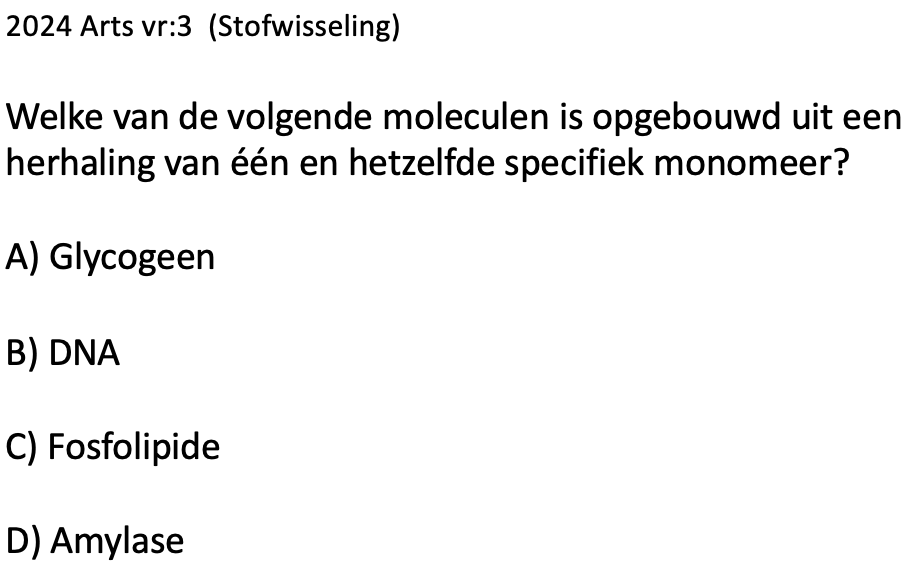 2024 Arts vr:3 (Stofwisseling)
Welke van de volgende moleculen is opgebouwd uit een
herhaling van één en hetzelfde specifiek monomeer?
A) Glycogeen
B) DNA
C) Fosfolipide
D) Amylase